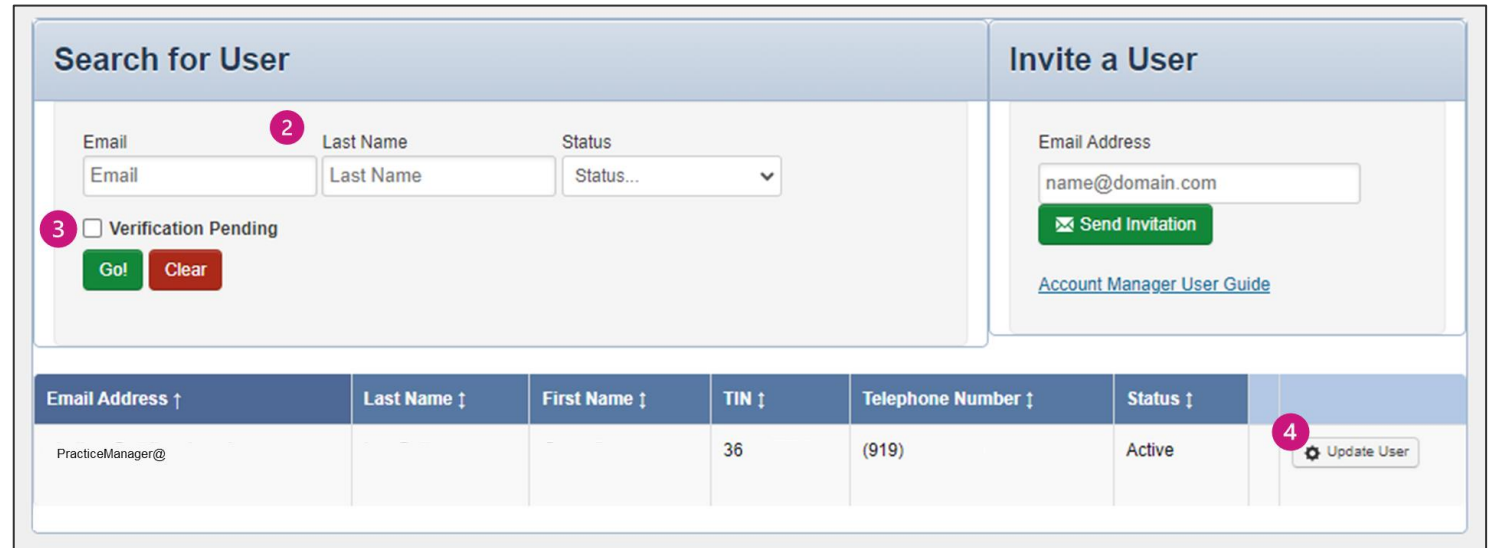 Search for User
Invite a User
2
Email
Last Name
Status
Email Address
Email
Last Name
Status...
name@domain.com
3
Verification Pending
Send Invitation
Go!
Clear
Account Manager User Guide
Email Address ↑
Last Name ↕
First Name ↕
TIN ↕
Telephone Number ↕
Status ↕
4
PracticeManager@
36
(919)
Active
Update User